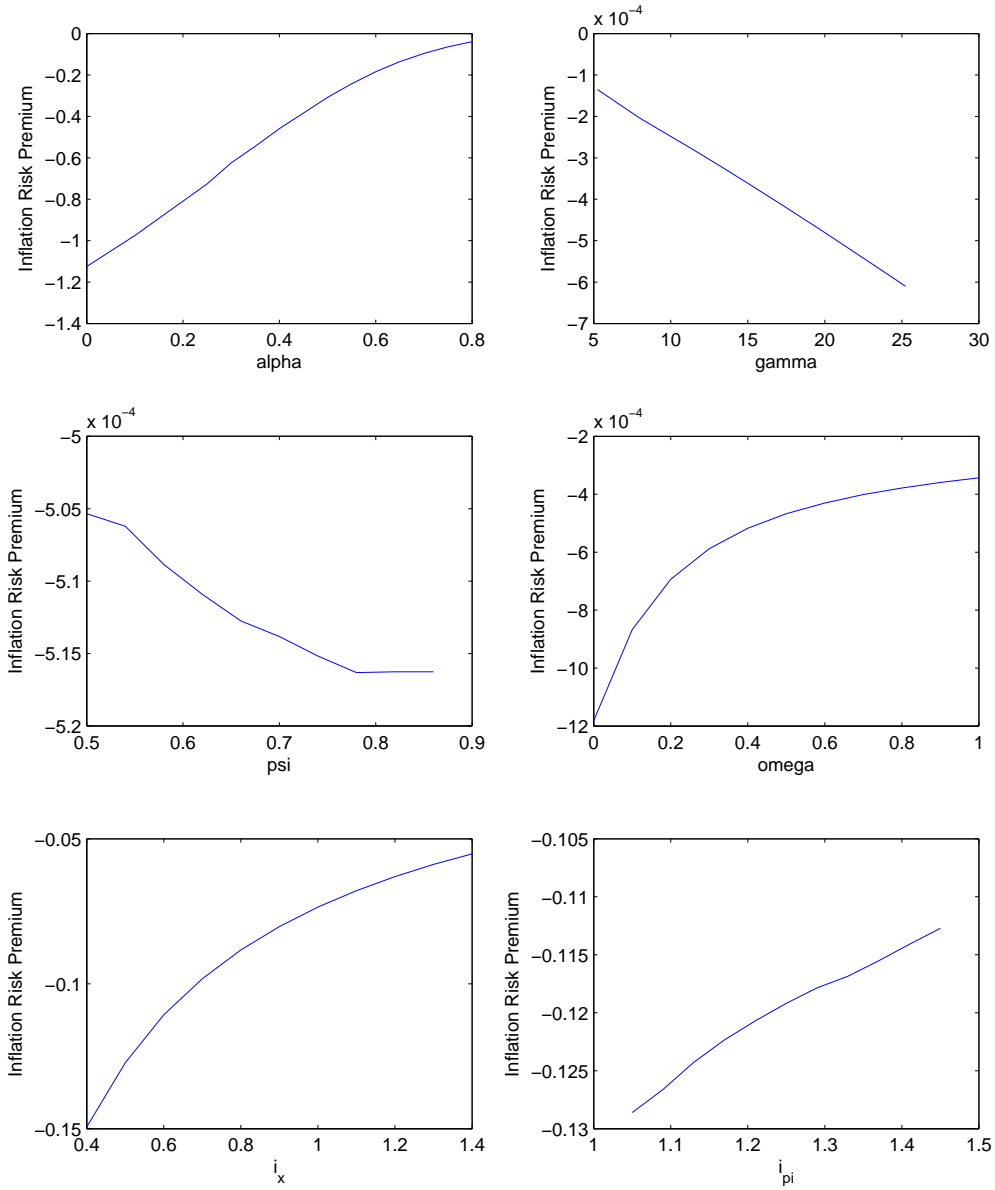 0
−0.2
−0.4
−0.6
−0.8
−1
−1.2
−1.4
0 0.2 0.4 0.6 0.8
alpha
Inflation Risk Premium
x 10−4
0
−1
−2
−3
−4
−5
−6
−7
5 10 15 20 25 30
gamma
Inflation Risk Premium
x 10−4
−5
−5.05
−5.1
−5.15
−5.2
0.5 0.6 0.7 0.8 0.9
psi
Inflation Risk Premium
x 10−4
−2
−4
−6
−8
−10
−12
0 0.2 0.4 0.6 0.8 1
omega
Inflation Risk Premium
−0.05
−0.1
−0.15
0.4 0.6 0.8 1 1.2 1.4
i_x
Inflation Risk Premium
−0.105
−0.11
−0.115
−0.12
−0.125
−0.13
1 1.1 1.2 1.3 1.4 1.5
i_pi
Inflation Risk Premium